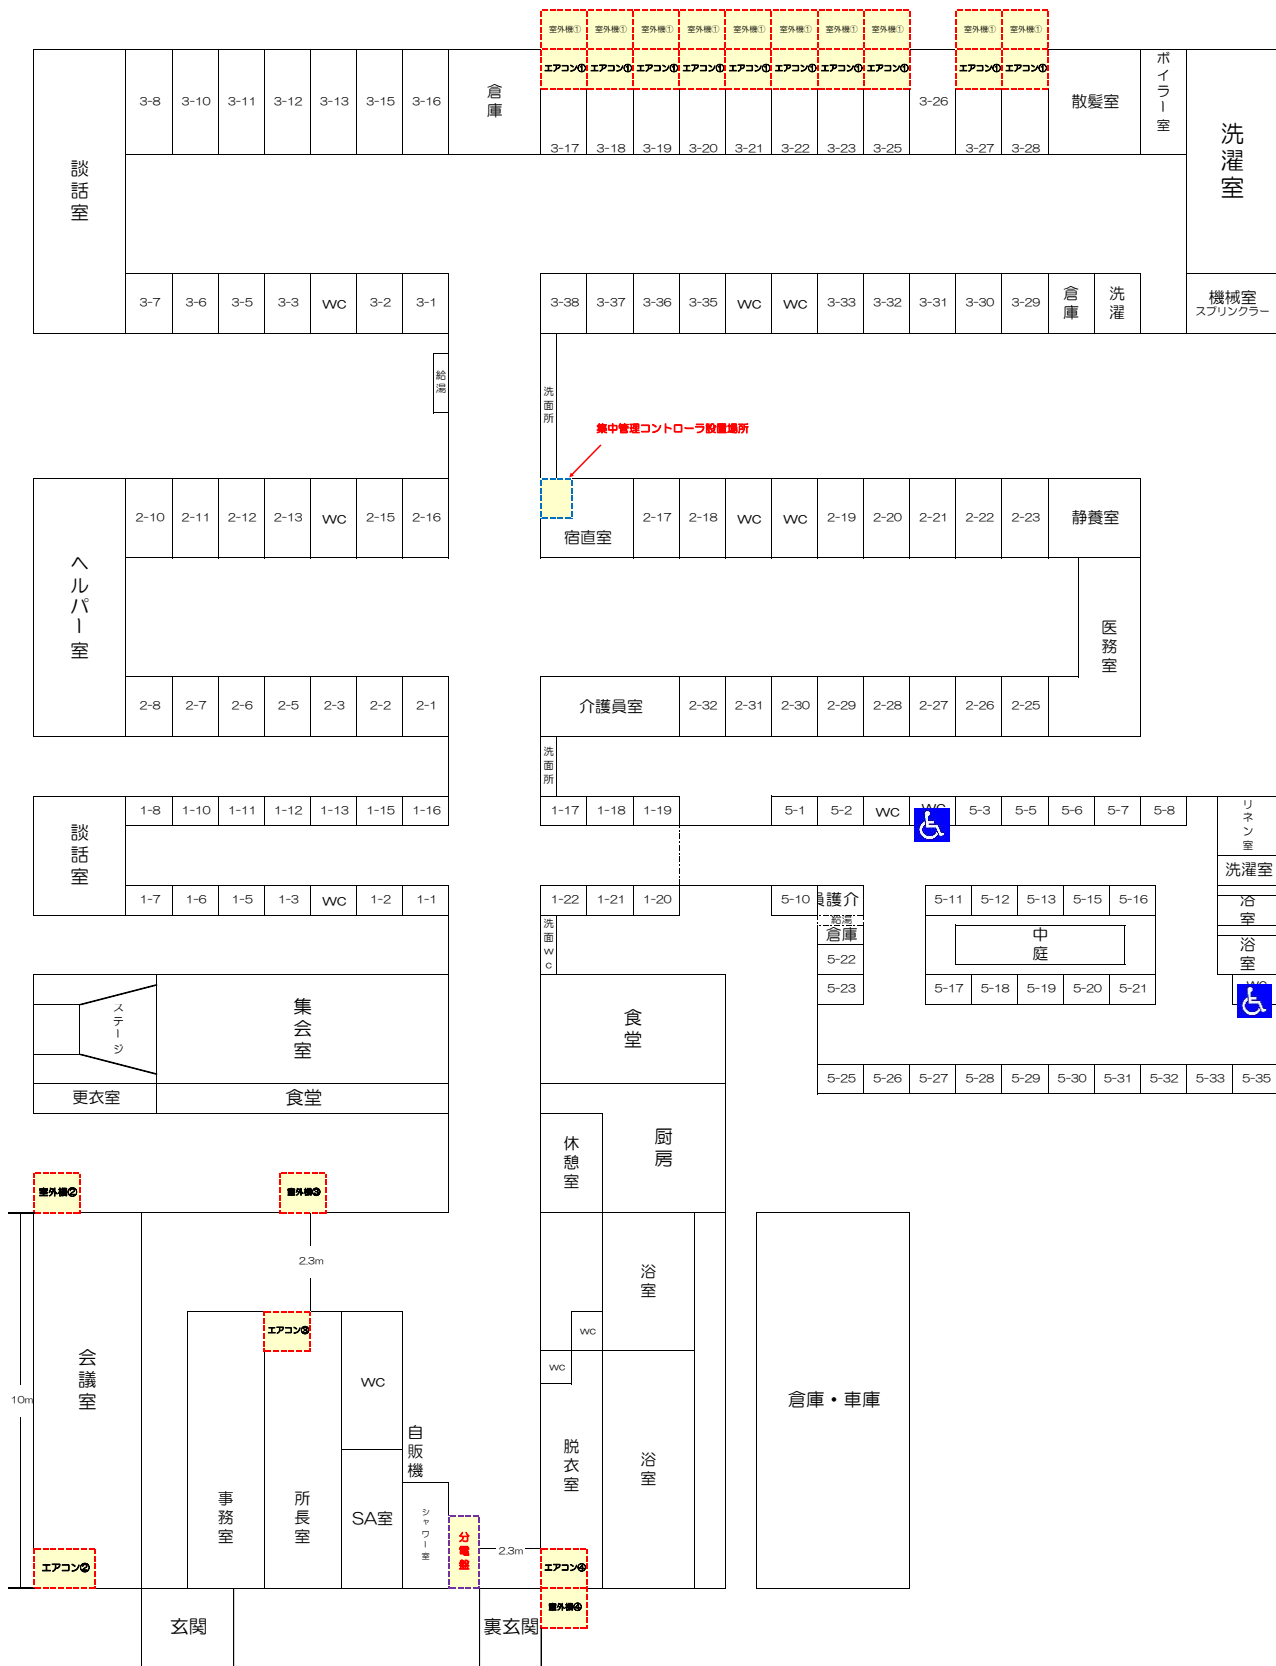 室外機① 室外機① 室外機① 室外機① 室外機① 室外機① 室外機① 室外機① 室外機① 室外機①
エアコン① エアコン① エアコン① エアコン① エアコン① エアコン① エアコン① エアコン① エアコン① エアコン①
3-8 3-10 3-11 3-12 3-13 3-15 3-16 倉庫 3-26 散髪室 ボイラー室
3-17 3-18 3-19 3-20 3-21 3-22 3-23 3-25 3-27 3-28
談話室
洗濯室
3-7 3-6 3-5 3-3 WC 3-2 3-1 3-38 3-37 3-36 3-35 WC WC 3-33 3-32 3-31 3-30 3-29 倉庫 洗濯 機械室
スプリンクラー
給湯
洗面所
集中管理コントローラ設置場所
2-10 2-11 2-12 2-13 WC 2-15 2-16 2-17 2-18 WC WC 2-19 2-20 2-21 2-22 2-23 静養室
宿直室
ヘルパー室
医務室
2-8 2-7 2-6 2-5 2-3 2-2 2-1 介護員室 2-32 2-31 2-30 2-29 2-28 2-27 2-26 2-25
洗面所
1-8 1-10 1-11 1-12 1-13 1-15 1-16 1-17 1-18 1-19 5-1 5-2 WC WC 5-3 5-5 5-6 5-7 5-8 リネン室
談話室
洗濯室
1-7 1-6 1-5 1-3 WC 1-2 1-1 1-22 1-21 1-20 5-10 員護介 5-11 5-12 5-13 5-15 5-16 浴室
給湯
倉庫
洗面WC
中庭
浴室
5-22
5-23 5-17 5-18 5-19 5-20 5-21 WC
ステージ
集会室
食堂
5-25 5-26 5-27 5-28 5-29 5-30 5-31 5-32 5-33 5-35
更衣室 食堂
休憩室
厨房
室外機② 室外機③
2.3m
浴室
エアコン③
WC
WC
会議室
WC
10m
倉庫・車庫
自販機
脱衣室
浴室
事務室
所長室
SA室
シャワー室
分電盤
2.3m
エアコン② エアコン④
室外機④
玄関 裏玄関